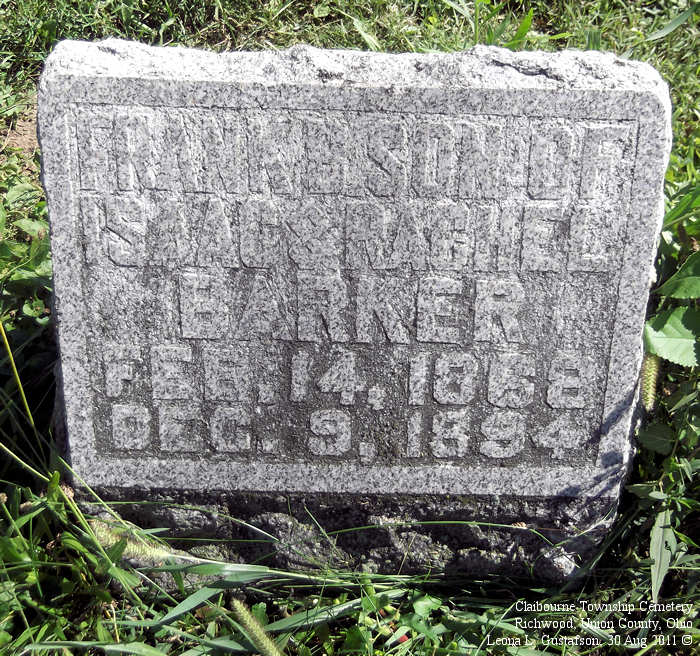 FRANK B. SON OF
ISAAC & RACHEL
BARKER
FEB. 14, 1868
DEC. 9, 1894
Claibourne Township Cemetery
Richwood, Union County, Ohio
Leona L. Gustafson, 30 Aug 2011 ©